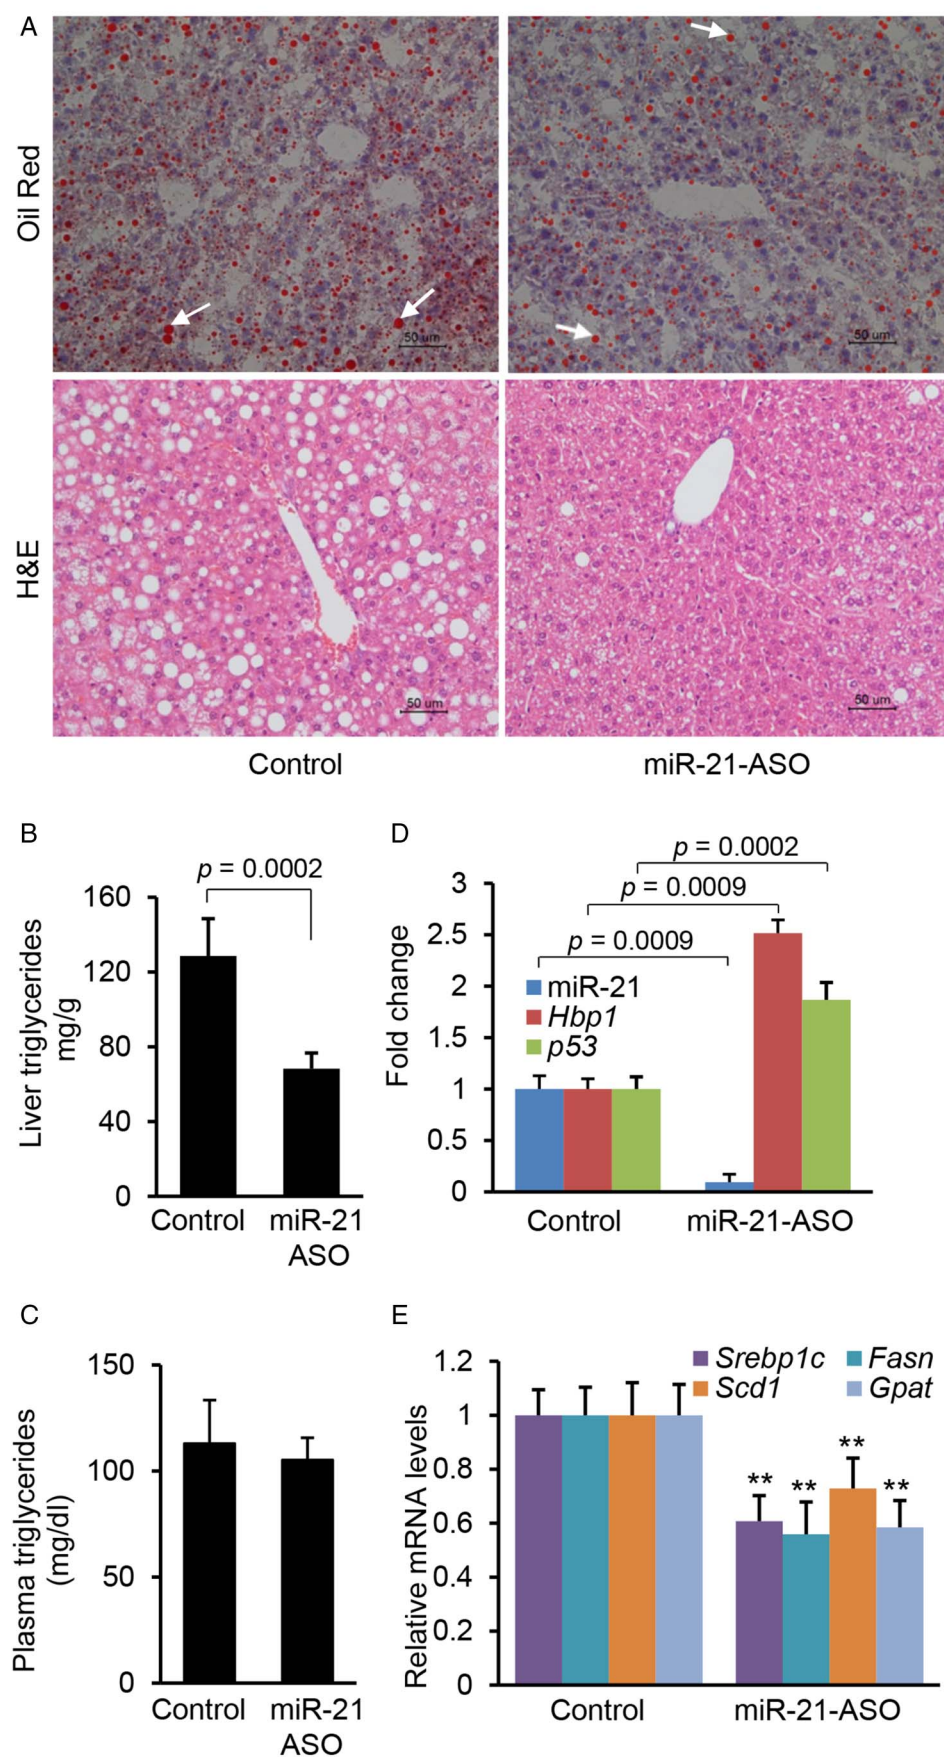 A
Oil Red
50 um
50 um
H&E
50 um
50 um
Control
miR-21-ASO
B
p = 0.0002
Liver triglycerides
mg/g
160
120
80
40
0
Control
miR-21
ASO
D
p = 0.0002
p = 0.0009
p = 0.0009
Fold change
3
2.5
2
1.5
1
0.5
0
miR-21
Hbp1
p53
Control
miR-21-ASO
C
Plasma triglycerides
(mg/dl)
150
100
50
0
Control
miR-21
ASO
E
Relative mRNA levels
1.2
1
0.8
0.6
0.4
0.2
0
Srebp1c
Fasn
Scd1
Gpat
** ** ** **
Control
miR-21-ASO